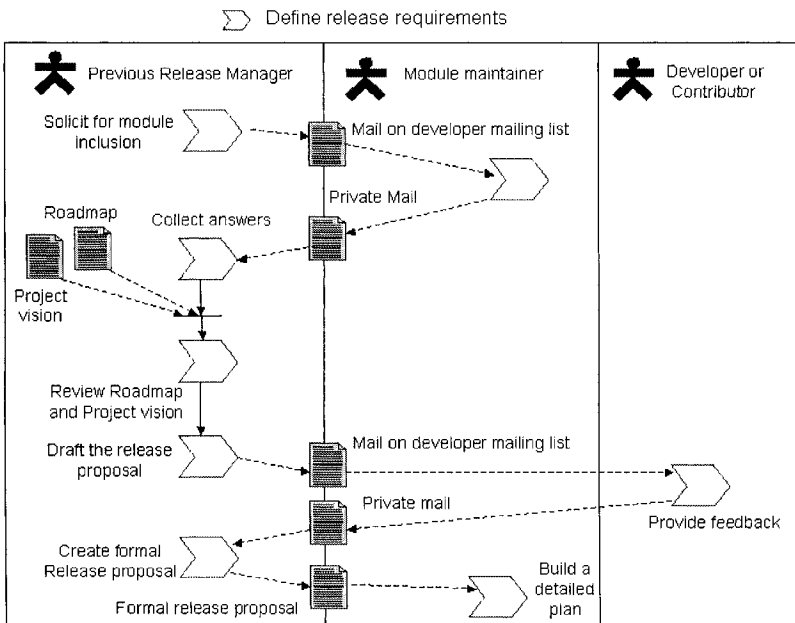 Define release requirements
Previous Release Manager
Module maintainer
Developer or
Contributor
Solicit for module
inclusion
Mail on developer mailing list
Private Mail
Roadmap
Collect answers
Project
vision
Review Roadmap
and Project vision
Draft the release
proposal
Mail on developer mailing list
Private mail
Provide feedback
Create formal
Release proposal
Build a
detailed
plan
Formal release proposal